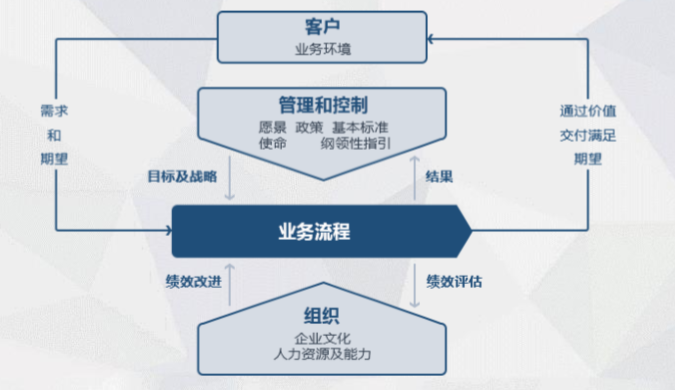 客户
业务环境
需求
和
期望
通过价值
交付满足
期望
管理和控制
愿景 政策 基本标准
使命 纲领性指引
目标及战略
结果
业务流程
绩效改进
绩效评估
组织
企业文化
人力资源及能力